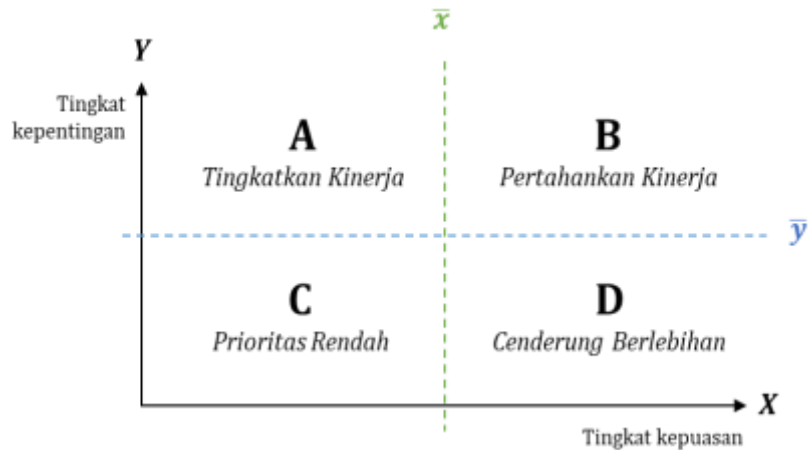 x̅
Y
Tingkat
kepentingan
A
Tingkatkan Kinerja
B
Pertahankan Kinerja
y̅
C
Prioritas Rendah
D
Cenderung Berlebihan
X
Tingkat kepuasan